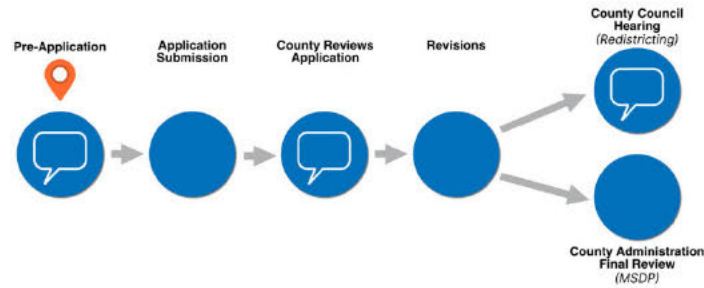 Pre-Application
Application
Submission
County Reviews
Application
Revisions
County Council
Hearing
(Redistricting)
County Administration
Final Review
(MSDP)